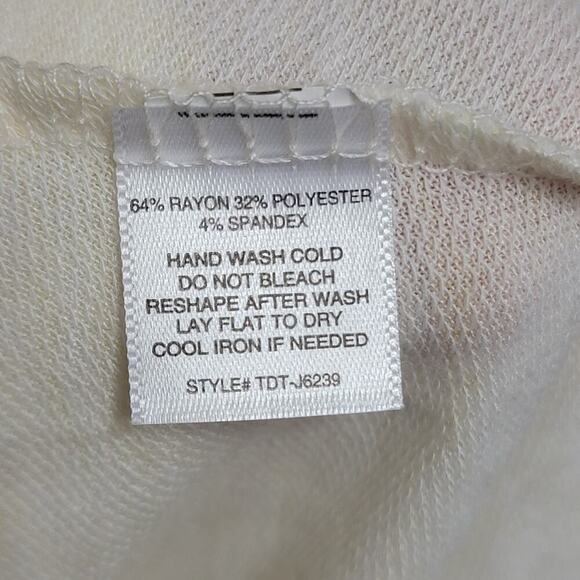 64% RAYON 32% POLYESTER
4% SPANDEX
HAND WASH COLD
DO NOT BLEACH
RESHAPE AFTER WASH
LAY FLAT TO DRY
COOL IRON IF NEEDED
STYLE# TDT-J6239